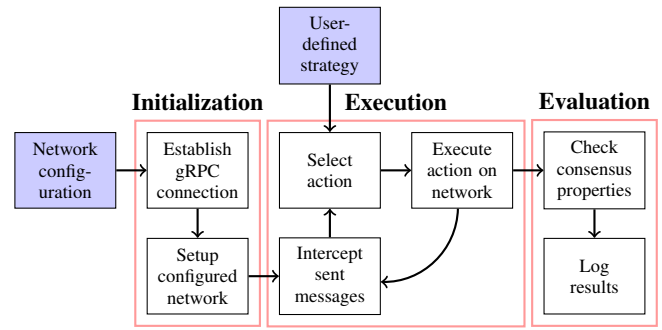 User-
defined
strategy
Initialization
Execution
Evaluation
Network
config-
uration
Establish
gRPC
connection
Select
action
Execute
action on
network
Check
consensus
properties
Setup
configured
network
Intercept
sent
messages
Log
results